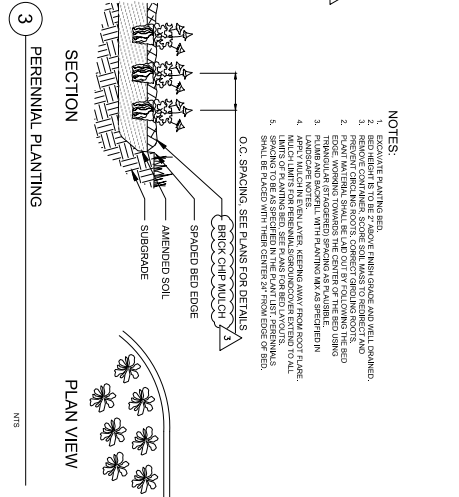 NOTES:
1. EXCAVATE PLANTING BED.
2. BED HEIGHT IS TO BE 2" ABOVE FINISH GRADE AND WELL DRAINED.
3. REMOVE CONTAINER, SCORE SOIL MASS TO REDIRECT AND
PREVENT CIRCLING ROOTS. CORRECT GIRDLING ROOTS.
2. PLANT MATERIAL SHALL BE LAID OUT BY FOLLOWING THE BED
EDGE, WORKING TOWARDS THE CENTER OF THE BED USING
TRIANGULAR (STAGGERED) SPACING AS PLAUSIBLE.
3. PLUMB AND BACKFILL WITH PLANTING MIX AS SPECIFIED IN
LANDSCAPE NOTES.
4. APPLY MULCH IN EVEN LAYER, KEEPING AWAY FROM ROOT FLARE.
MULCH LIMITS FOR PERENNIALS/GROUNDCOVER EXTEND TO ALL
LIMITS OF PLANTING BED. SEE PLANS FOR BED LAYOUTS.
5. SPACING TO BE AS SPECIFIED IN THE PLANT LIST. PERENNIALS
SHALL BE PLACED WITH THEIR CENTER 24" FROM EDGE OF BED.
O.C. SPACING, SEE PLANS FOR DETAILS
BRICK CHIP MULCH
3
SPADED BED EDGE
AMENDED SOIL
SUBGRADE
SECTION
PLAN VIEW
3
PERENNIAL PLANTING
NTS